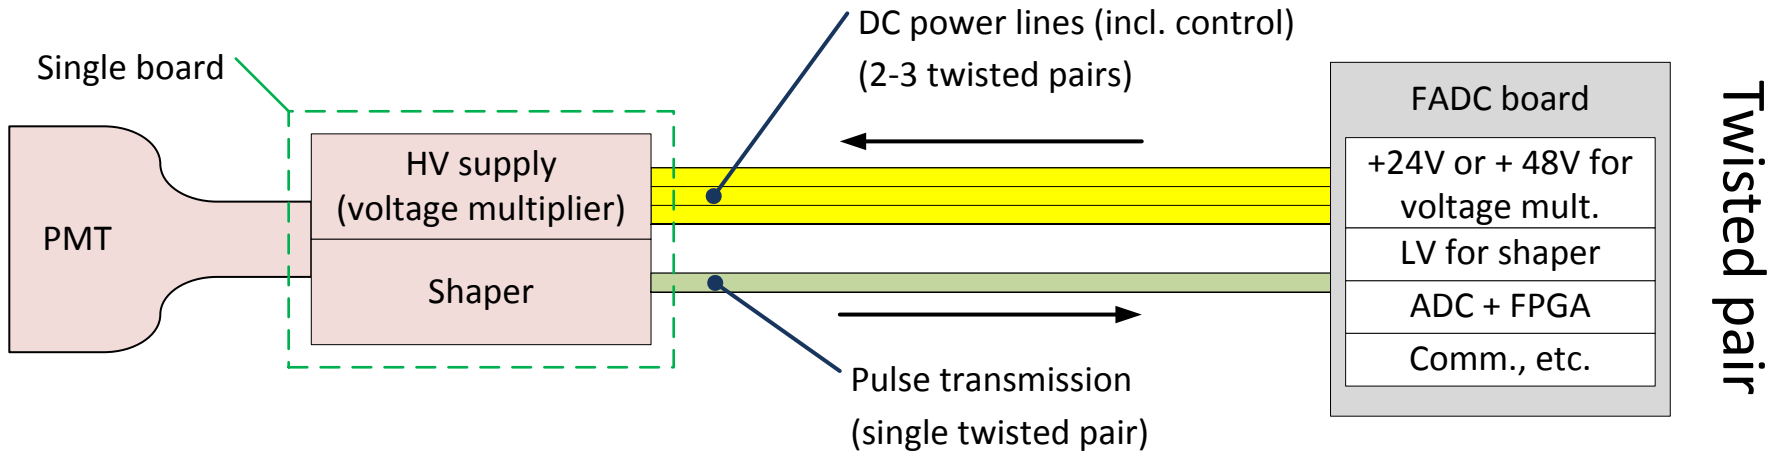 Single board
PMT
HV supply
(voltage multiplier)
Shaper
DC power lines (incl. control)
(2-3 twisted pairs)
Pulse transmission
(single twisted pair)
FADC board
+24V or + 48V for
voltage mult.
LV for shaper
ADC + FPGA
Comm., etc.
Twisted pair